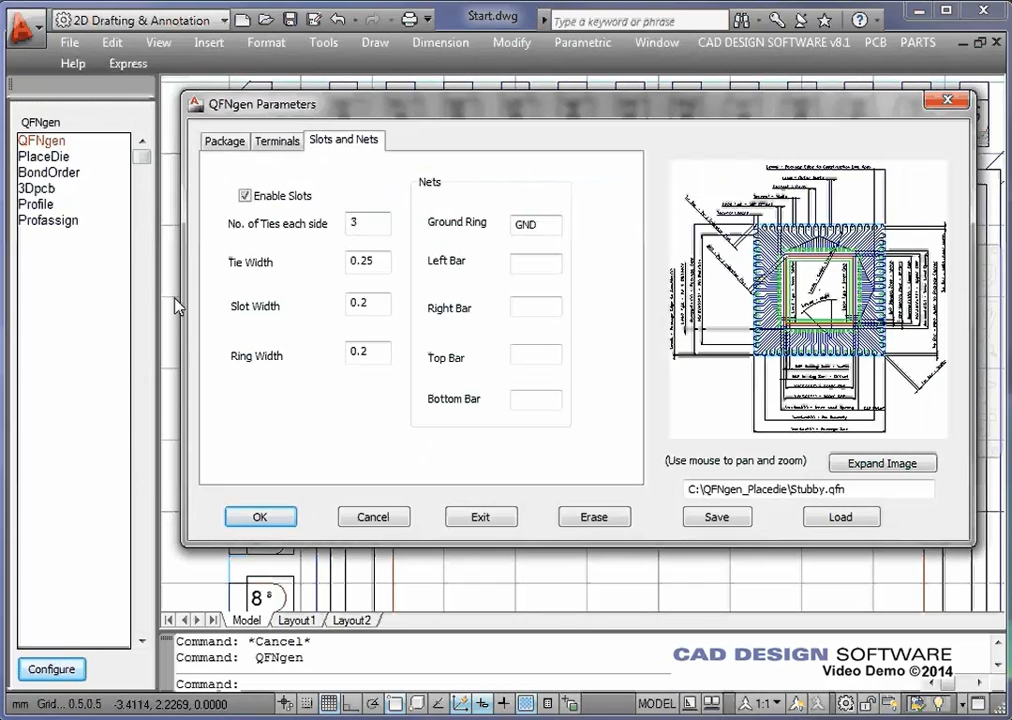 2D Drafting & Annotation
Start.dwg
Type a keyword or phrase
File Edit View Insert Format Tools Draw Dimension Modify Parametric Window CAD DESIGN SOFTWARE v8.1 PCB PARTS
Help Express
QFNgen
QFNgen
PlaceDie
BondOrder
3Dpcb
Profile
Profassign
Configure
QFNgen Parameters
Package Terminals Slots and Nets
Enable Slots
No. of Ties each side 3
Tie Width 0.25
Slot Width 0.2
Ring Width 0.2
Nets
Ground Ring GND
Left Bar
Right Bar
Top Bar
Bottom Bar
(Use mouse to pan and zoom) Expand Image
C:\QFNgen_Placedie\Stubby.qfn
OK Cancel Exit Erase Save Load
8 8
Model Layout1 Layout2
Command: *Cancel*
Command: QFNgen
Command:
CAD DESIGN SOFTWARE
Video Demo ©2014
mm Grid... 0.5,0.5 -3.4114, 2.2269, 0.0000 MODEL 1:1